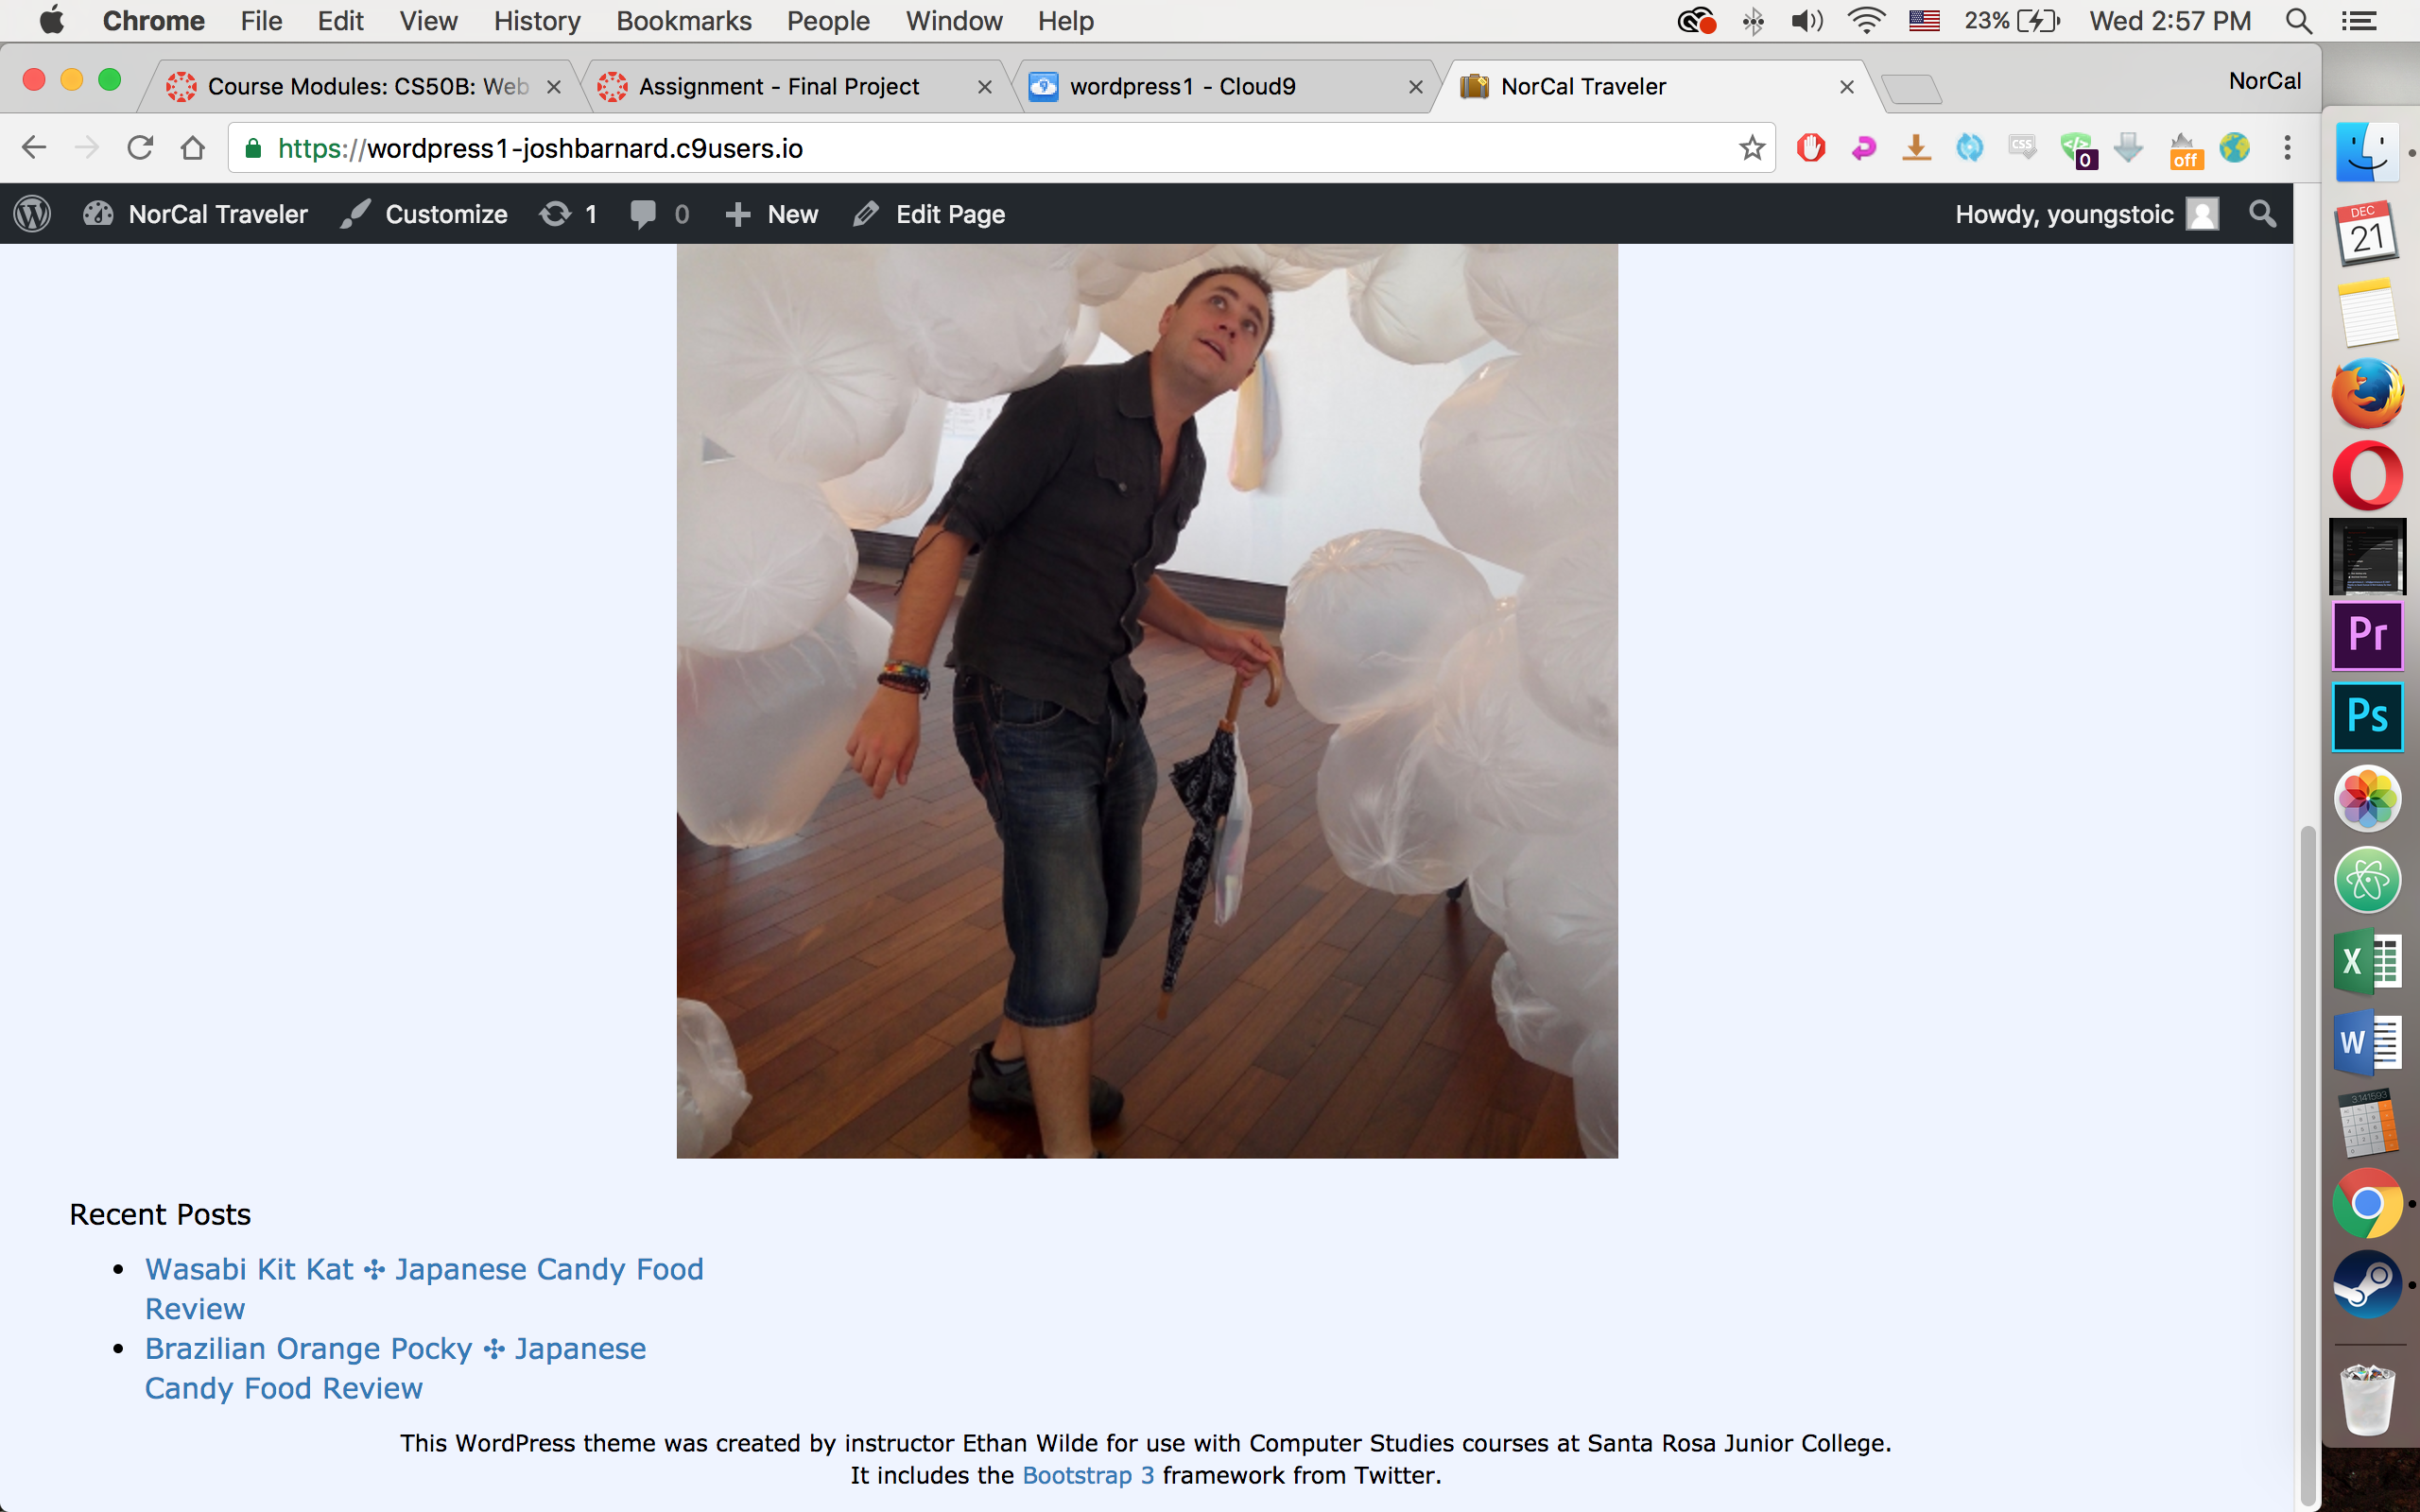 Chrome File Edit View History Bookmarks People Window Help 23% Wed 2:57 PM
Course Modules: CS50B: Web Assignment - Final Project wordpress1 - Cloud9 NorCal Traveler NorCal
https://wordpress1-joshbarnard.c9users.io CSS 0 off
NorCal Traveler Customize 1 0 New Edit Page Howdy, youngstoic
DEC
21
Pr
Ps
X
W
3.141593
Recent Posts
Wasabi Kit Kat ✣ Japanese Candy Food
Review
Brazilian Orange Pocky ✣ Japanese
Candy Food Review
This WordPress theme was created by instructor Ethan Wilde for use with Computer Studies courses at Santa Rosa Junior College.
It includes the Bootstrap 3 framework from Twitter.